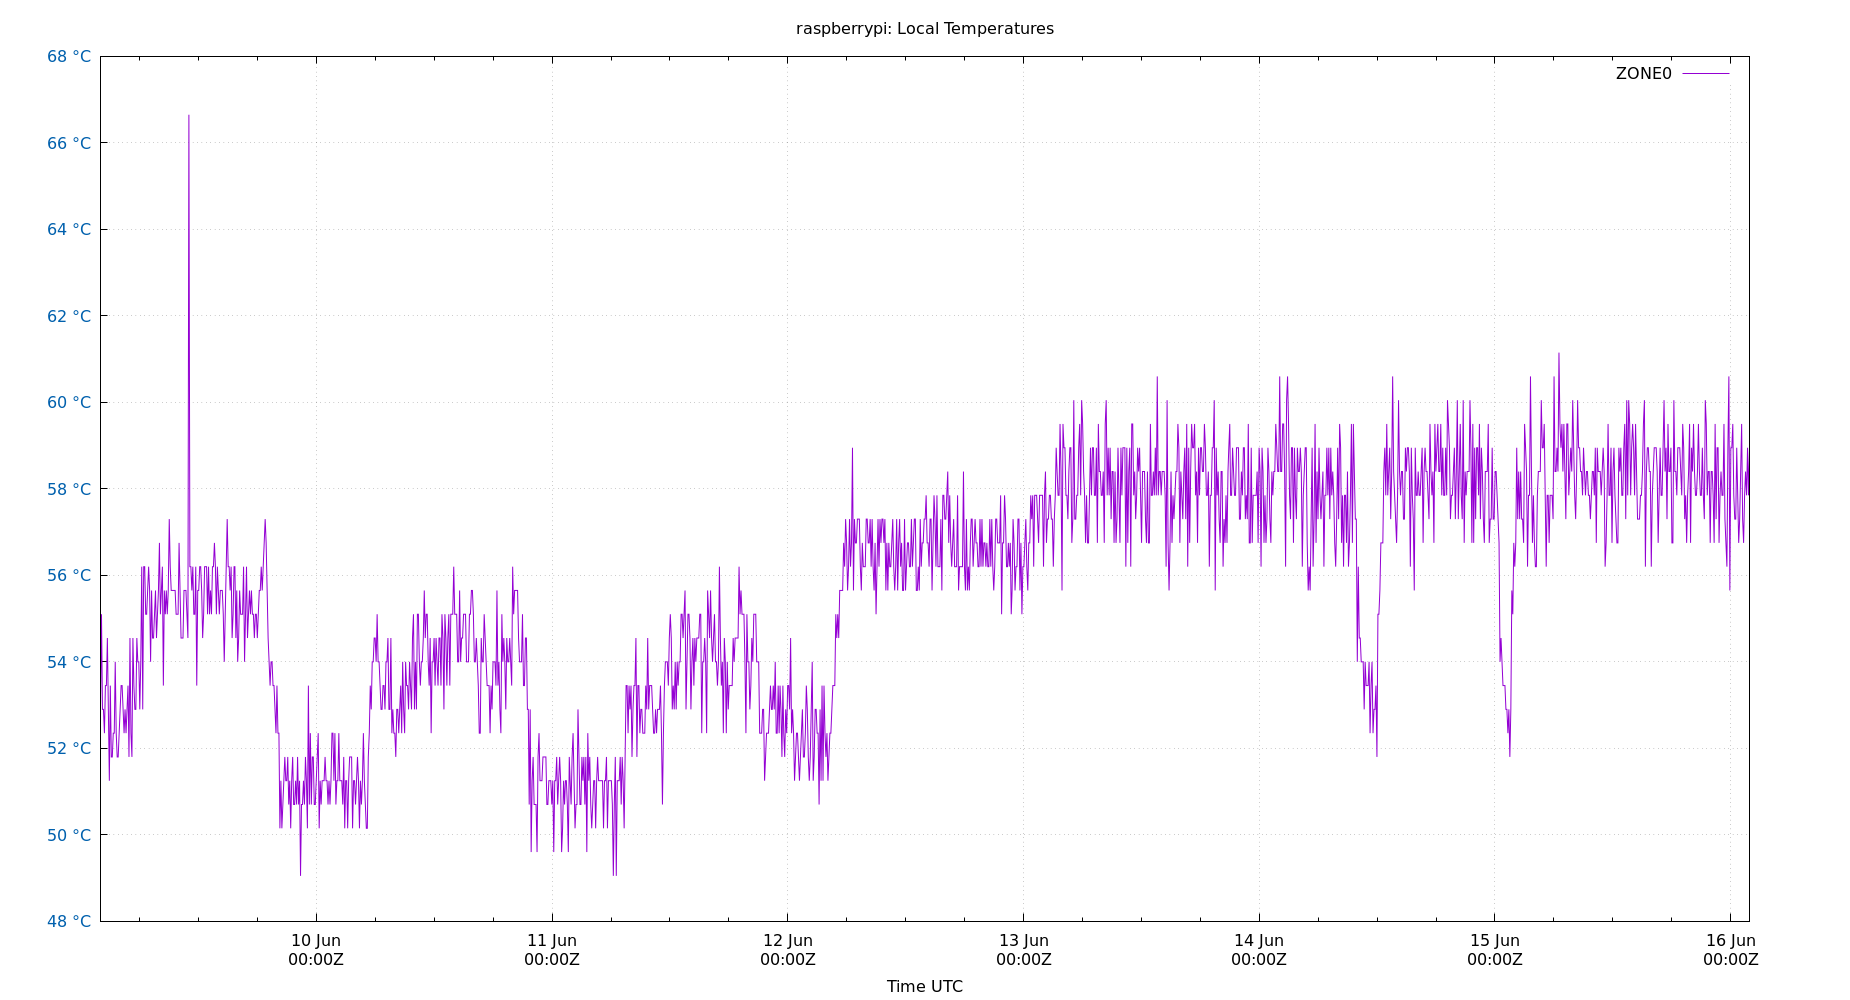 raspberrypi: Local Temperatures
68 °C
ZONE0
66 °C
64 °C
62 °C
60 °C
58 °C
56 °C
54 °C
52 °C
50 °C
48 °C
10 Jun 11 Jun 12 Jun 13 Jun 14 Jun 15 Jun 16 Jun
00:00Z 00:00Z 00:00Z 00:00Z 00:00Z 00:00Z 00:00Z
Time UTC